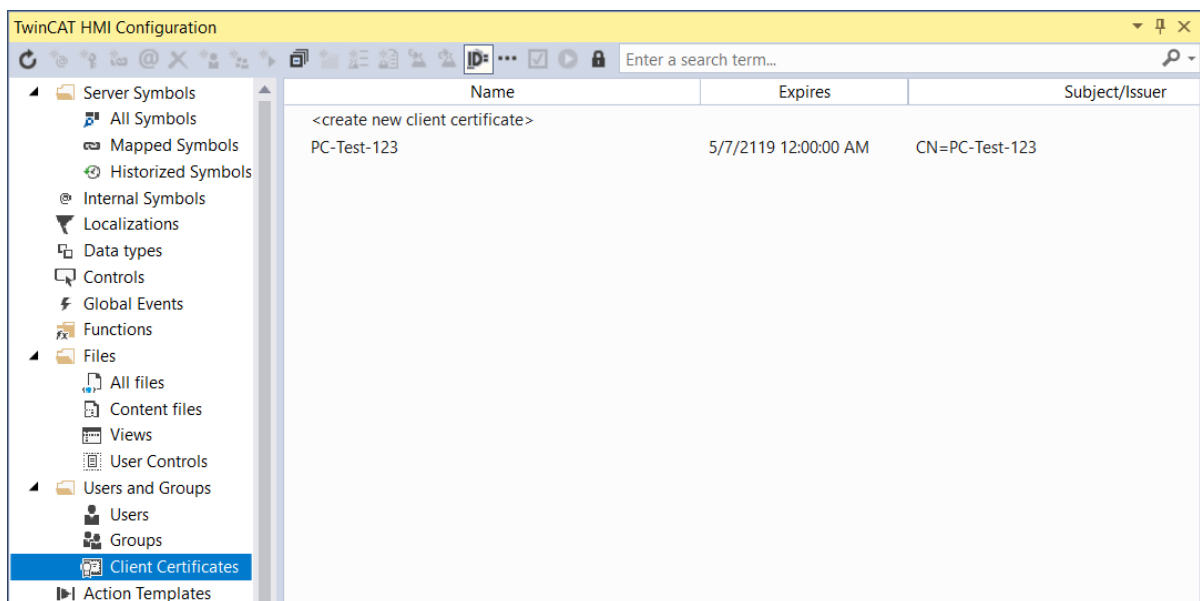 TwinCAT HMI Configuration
ID: Enter a search term...
Server Symbols
All Symbols
Mapped Symbols
Historized Symbols
Internal Symbols
Localizations
Data types
Controls
Global Events
Functions
Files
All files
Content files
Views
User Controls
Users and Groups
Users
Groups
Client Certificates
Action Templates
Name Expires Subject/Issuer
<create new client certificate>
PC-Test-123 5/7/2119 12:00:00 AM CN=PC-Test-123